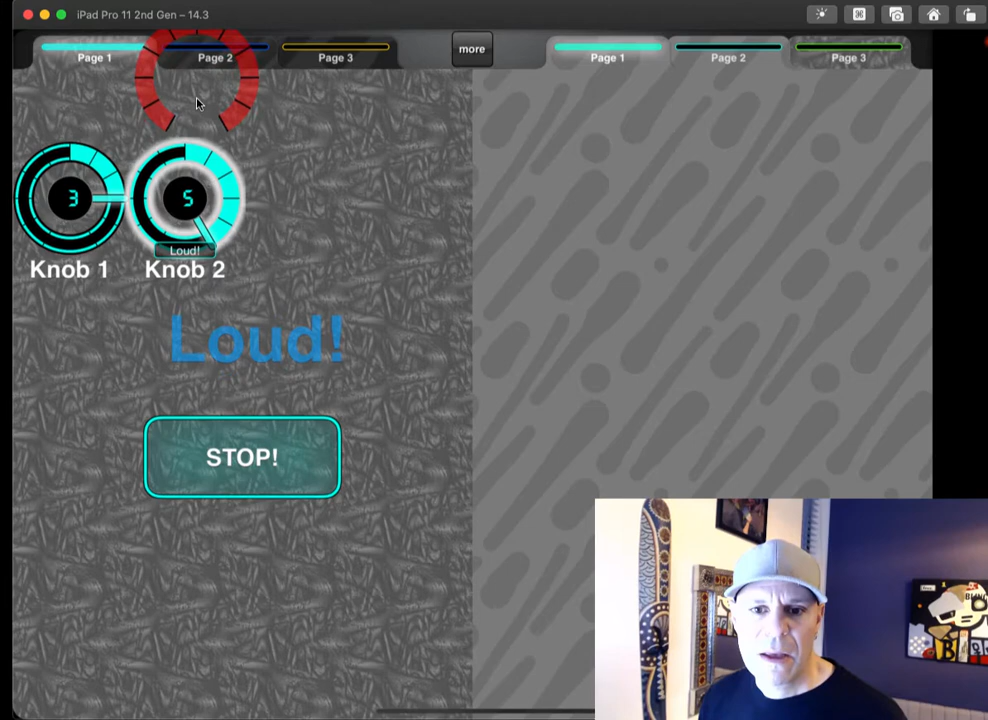 iPad Pro 11 2nd Gen – 14.3
Page 1
Page 2
Page 3
more
Page 1
Page 2
Page 3
3
5
Loud!
Knob 1
Knob 2
Loud!
STOP!